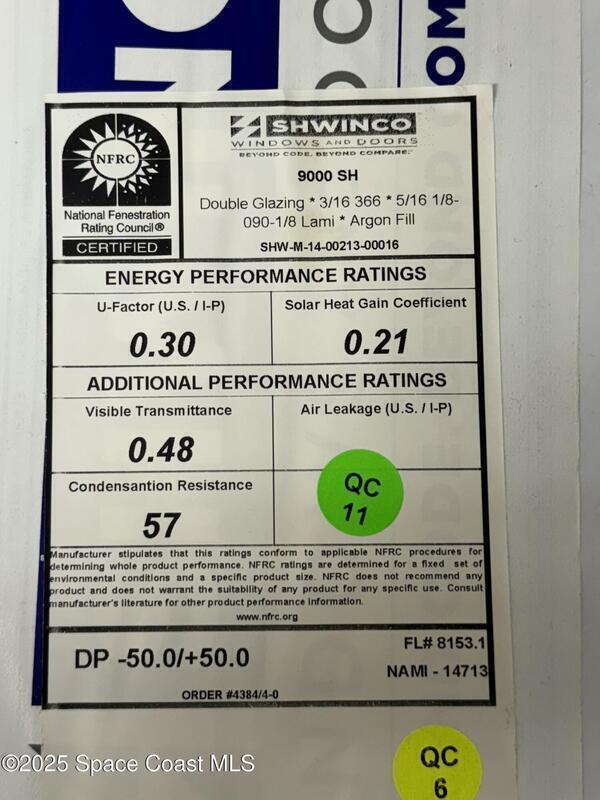 OM
NFRC
National Fenestration
Rating Council®
CERTIFIED
SHWINCO
WINDOWS AND DOORS
BEYOND CODE, BEYOND COMPARE.
9000 SH
Double Glazing * 3/16 366 * 5/16 1/8-
090-1/8 Lami * Argon Fill
SHW-M-14-00213-00016
ENERGY PERFORMANCE RATINGS
U-Factor (U.S. / I-P)
0.30
Solar Heat Gain Coefficient
0.21
ADDITIONAL PERFORMANCE RATINGS
Visible Transmittance
0.48
Air Leakage (U.S. / I-P)
Condensantion Resistance
57
QC
11
Manufacturer stipulates that this ratings conform to applicable NFRC procedures for
determining whole product performance. NFRC ratings are determined for a fixed set of
environmental conditions and a specific product size. NFRC does not recommend any
product and does not warrant the suitability of any product for any specific use. Consult
manufacturer's literature for other product performance information.
www.nfrc.org
DP -50.0/+50.0
FL# 8153.1
NAMI - 14713
ORDER #4384/4-0
QC
6
©2025 Space Coast MLS